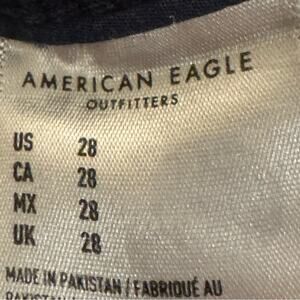 AMERICAN EAGLE
OUTFITTERS
US 28
CA 28
MX 28
UK 28
MADE IN PAKISTAN / FABRIQUÉ AU